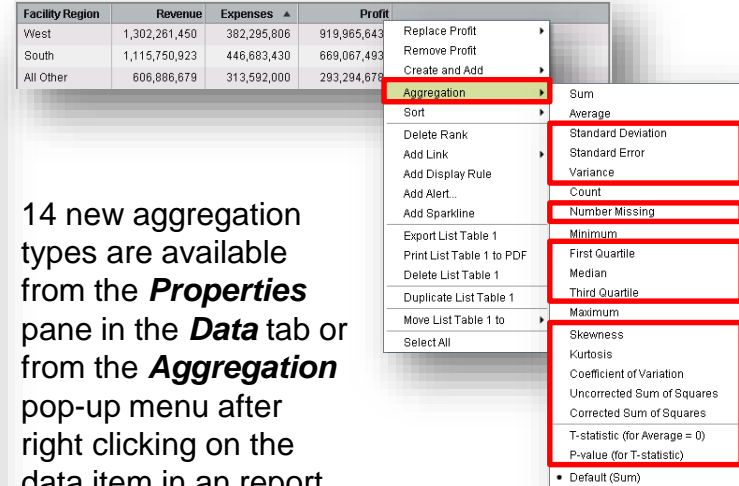 Facility Region Revenue Expenses ▲ Profit
West 1,302,261,450 382,295,806 919,965,643
South 1,115,750,923 446,683,430 669,067,493
All Other 606,886,679 313,592,000 293,294,678
Replace Profit
Remove Profit
Create and Add
Aggregation
Sort
Delete Rank
Add Link
Add Display Rule
Add Alert...
Add Sparkline
Export List Table 1
Print List Table 1 to PDF
Delete List Table 1
Duplicate List Table 1
Move List Table 1 to
Select All
Sum
Average
Standard Deviation
Standard Error
Variance
Count
Number Missing
Minimum
First Quartile
Median
Third Quartile
Maximum
Skewness
Kurtosis
Coefficient of Variation
Uncorrected Sum of Squares
Corrected Sum of Squares
T-statistic (for Average = 0)
P-value (for T-statistic)
• Default (Sum)
14 new aggregation
types are available
from the Properties
pane in the Data tab or
from the Aggregation
pop-up menu after
right clicking on the
data item in an report